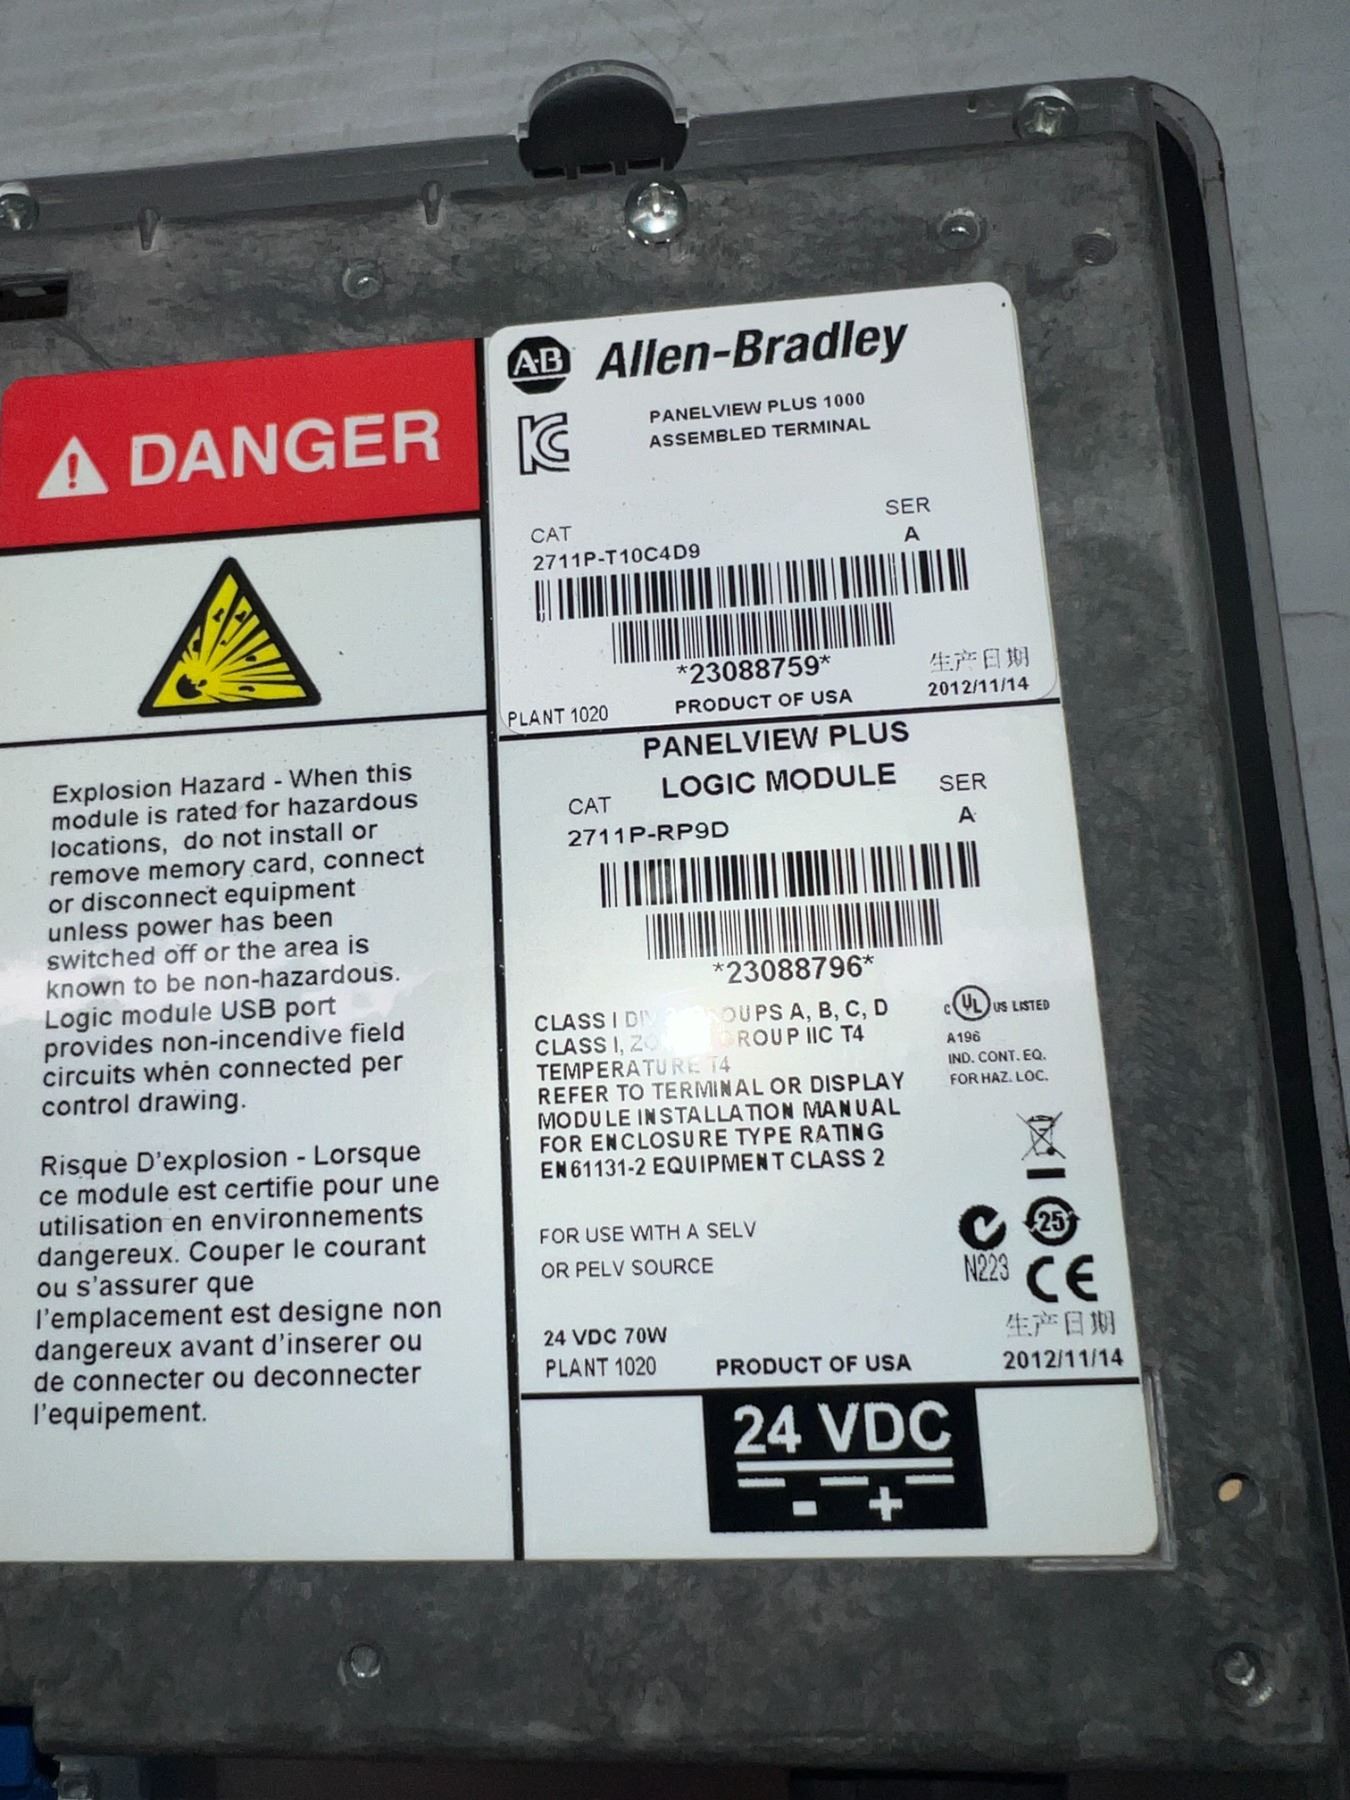 DANGER
Explosion Hazard - When this
module is rated for hazardous
locations, do not install or
remove memory card, connect
or disconnect equipment
unless power has been
switched off or the area is
known to be non-hazardous.
Logic module USB port
provides non-incendive field
circuits when connected per
control drawing.
Risque D'explosion - Lorsque
ce module est certifie pour une
utilisation en environnements
dangereux. Couper le courant
ou s'assurer que
l'emplacement est designe non
dangereux avant d'inserer ou
de connecter ou deconnecter
l'equipement.
A-B Allen-Bradley
PANELVIEW PLUS 1000
ASSEMBLED TERMINAL
CAT SER
2711P-T10C4D9 A
*23088759*
生产日期
PLANT 1020 PRODUCT OF USA 2012/11/14
PANELVIEW PLUS
LOGIC MODULE
CAT SER
2711P-RP9D A
*23088796*
CLASS I A, B, C, D
CLASS I, IIC T4
TEMPERATURE T4
REFER TO TERMINAL OR DISPLAY
MODULE INSTALLATION MANUAL
FOR ENCLOSURE TYPE RATING
EN61131-2 EQUIPMENT CLASS 2
C UL US LISTED
A196
IND. CONT. EQ.
FOR HAZ. LOC.
FOR USE WITH A SELV
OR PELV SOURCE
25
N223 CE
生产日期
24 VDC 70W
PLANT 1020 PRODUCT OF USA 2012/11/14
24 VDC
- +